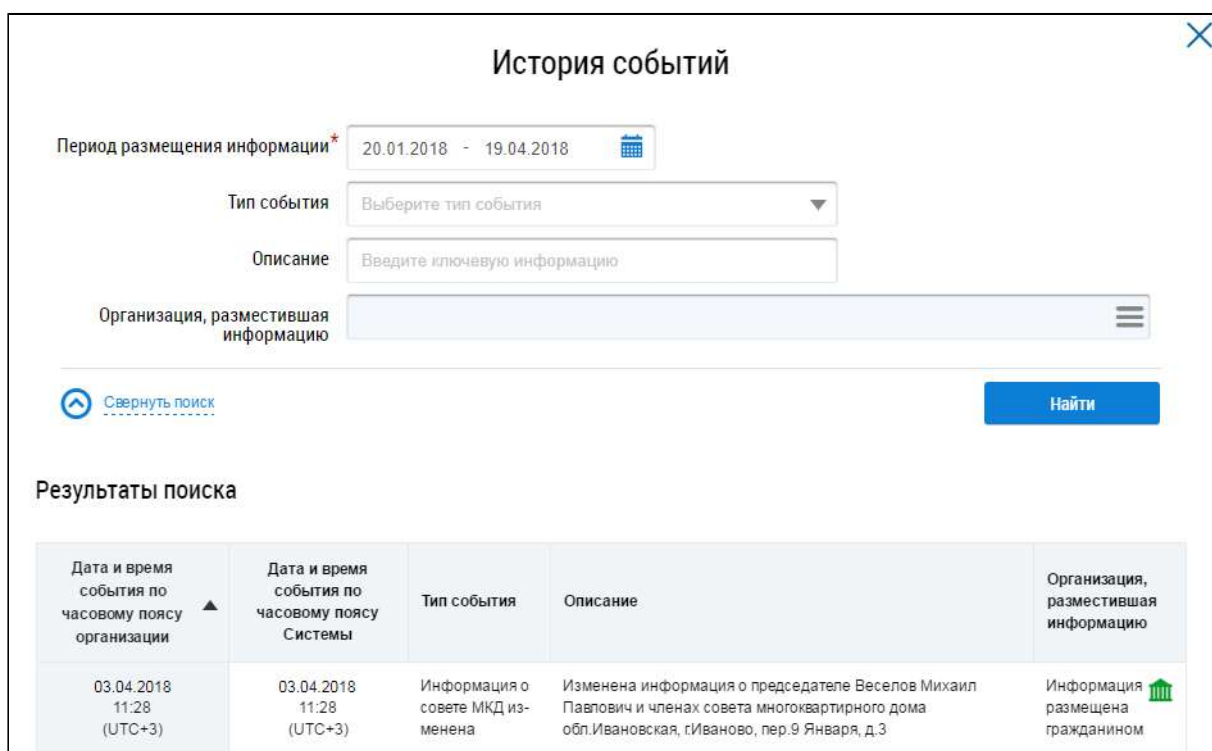 История событий
Период размещения информации*
20.01.2018 - 19.04.2018
Тип события
Выберите тип события
Описание
Введите ключевую информацию
Организация, разместившая
информацию
Свернуть поиск
Найти
Результаты поиска
Дата и время
события по
часовому поясу
организации
Дата и время
события по
часовому поясу
Системы
Тип события
Описание
Организация,
разместившая
информацию
03.04.2018
11:28
(UTC+3)
03.04.2018
11:28
(UTC+3)
Информация о
совете МКД из-
менена
Изменена информация о председателе Веселов Михаил
Павлович и членах совета многоквартирного дома
обл.Ивановская, г.Иваново, пер.9 Января, д.3
Информация
размещена
гражданином